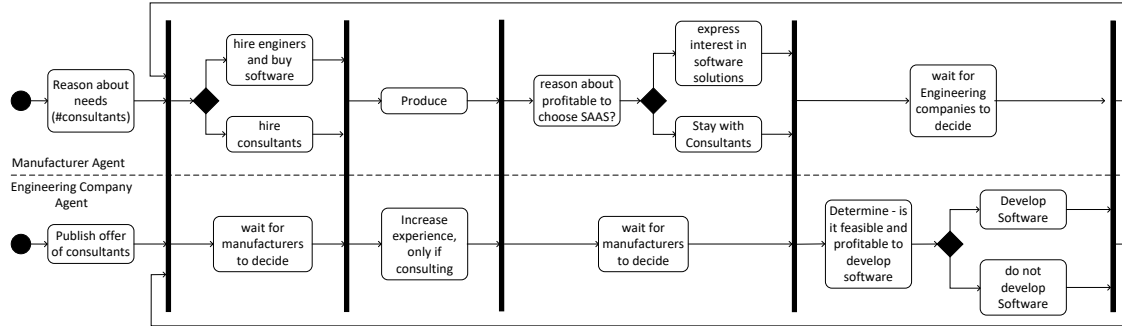 Reason about
needs
(#consultants)
hire enginers
and buy
software
hire
consultants
Produce
reason about
profitable to
choose SAAS?
express
interest in
software
solutions
Stay with
Consultants
wait for
Engineering
companies to
decide
Manufacturer Agent
Engineering Company
Agent
Publish offer
of consultants
wait for
manufacturers
to decide
Increase
experience,
only if
consulting
wait for
manufacturers
to decide
Determine - is
it feasible and
profitable to
develop
software
Develop
Software
do not
develop
Software